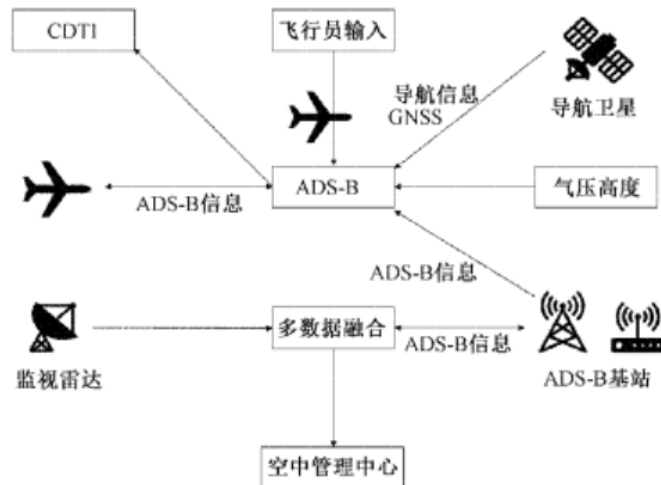 CDTI
飞行员输入
导航信息
GNSS
导航卫星
ADS-B信息
ADS-B
气压高度
ADS-B信息
监视雷达
多数据融合
ADS-B信息
ADS-B基站
空中管理中心